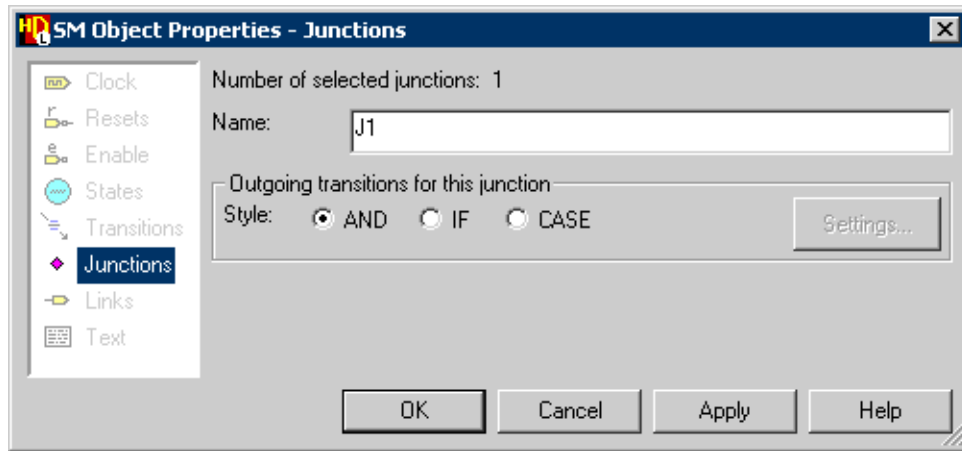 HDL SM Object Properties - Junctions
Clock
Resets
Enable
States
Transitions
Junctions
Links
Text
Number of selected junctions: 1
Name: J1
Outgoing transitions for this junction
Style: AND IF CASE Settings...
OK Cancel Apply Help